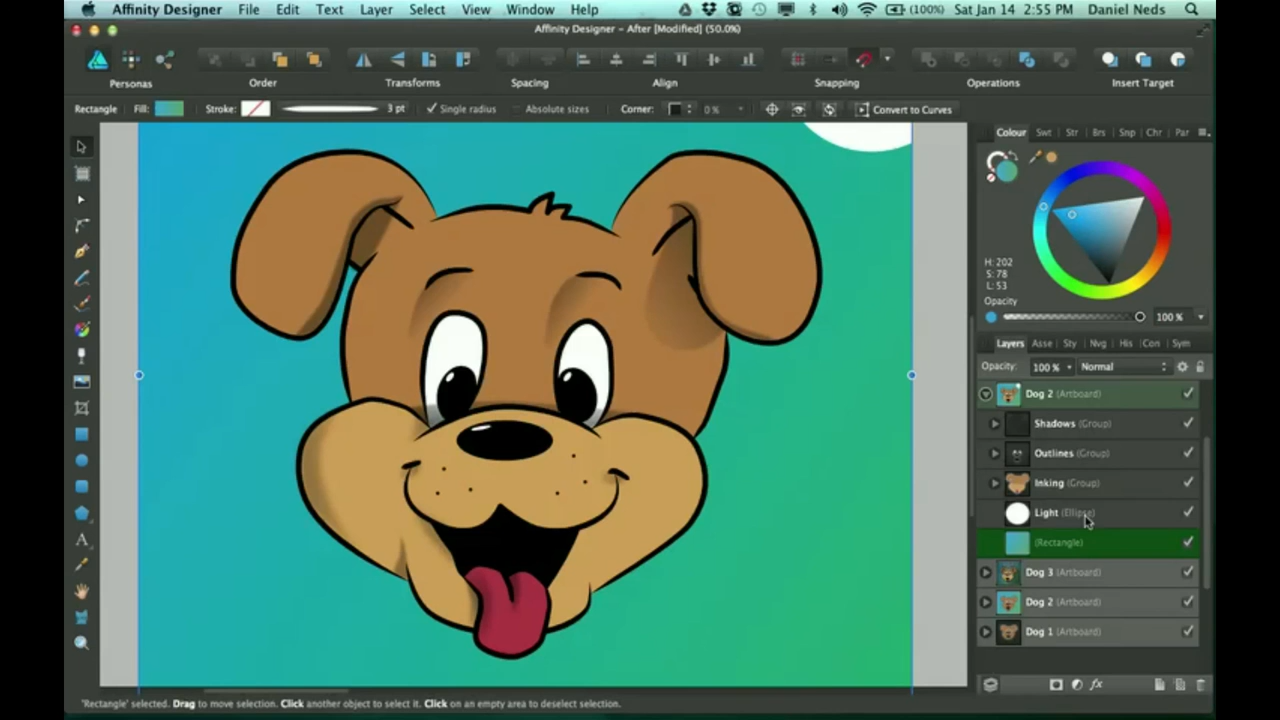 Affinity Designer File Edit Text Layer Select View Window Help (100%) Sat Jan 14 2:55 PM Daniel Neds
Affinity Designer - After [Modified] (50.0%)
Personas Order Transforms Spacing Align Snapping Operations Insert Target
Rectangle Fill: Stroke: 3 pt Single radius Absolute sizes Corner: 0 % Convert to Curves
Colour Swt Str Brs Snp Chr Par
H: 202
S: 78
L: 53
Opacity
100 %
Layers Asse Sty Nvg His Con Sym
Opacity: 100 % Normal
Dog 2 (Artboard)
Shadows (Group)
Outlines (Group)
Inking (Group)
Light (Ellipse)
(Rectangle)
Dog 3 (Artboard)
Dog 2 (Artboard)
Dog 1 (Artboard)
A
fx
'Rectangle' selected. Drag to move selection. Click another object to select it. Click on an empty area to deselect selection.